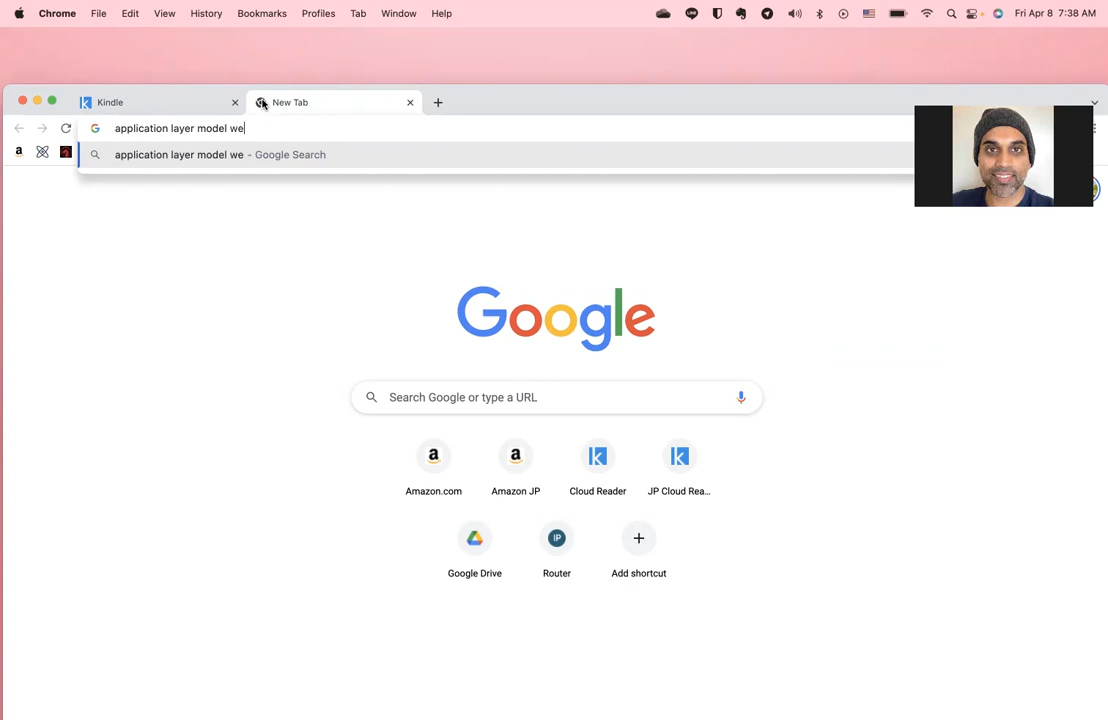 Chrome File Edit View History Bookmarks Profiles Tab Window Help LINE Fri Apr 8 7:38 AM
Kindle New Tab
application layer model we
application layer model we - Google Search
Google
Search Google or type a URL
Amazon.com Amazon JP Cloud Reader JP Cloud Rea...
IP
Google Drive Router Add shortcut